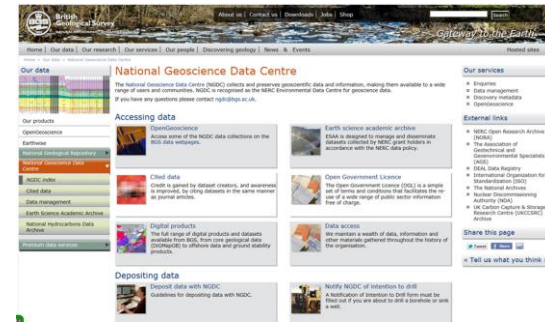 British
Geological Survey
About us | Contact us | Downloads | Jobs | Shop
Search
Gateway to the Earth
Home | Our data | Our research | Our services | Our people | Discovering geology | News & Events
Hosted sites
Home > Our data > National Geoscience Data Centre
Our data
Our products
OpenGeoscience
Earthwise
National Geological Repository
National Geoscience Data Centre
NGDC index
Cited data
Data management
Earth Science Academic Archive
National Hydrocarbons Data Archive
Premium data services
National Geoscience Data Centre
The National Geoscience Data Centre (NGDC) collects and preserves geoscientific data and information, making them available to a wide
range of users and communities. NGDC is recognised as the NERC Environmental Data Centre for geoscience data.
If you have any questions please contact ngdc@bgs.ac.uk.
Accessing data
OpenGeoscience
Access some of the NGDC data collections on the
BGS data webpages.
Earth science academic archive
ESAA is designed to manage and disseminate
datasets collected by NERC grant holders in
accordance with the NERC data policy.
Cited data
Credit is gained by dataset creators, and awareness
is improved, by citing datasets in the same manner
as journal articles.
Open Government Licence
The Open Government Licence (OGL) is a simple
set of terms and conditions that facilitates the re-
use of a wide range of public sector information
free of charge.
Digital products
The full range of digital products and datasets
available from BGS, from core geological data
(DiGMapGB) to offshore data and ground stability
products.
Data access
We maintain a wealth of data, information and
other materials gathered throughout the history of
the organisation.
Depositing data
Deposit data with NGDC
Guidelines for depositing data with NGDC.
Notify NGDC of intention to drill
A Notification of Intention to Drill form must be
filled out if you are about to drill a borehole or sink
a well.
Our services
Enquiries
Data management
Discovery metadata
OpenGeoscience
External links
NERC Open Research Archive
(NORA)
The Association of
Geotechnical and
Geoenvironmental Specialists
(AGS)
DEAL Data Registry
International Organization for
Standardization (ISO)
The National Archives
Nuclear Decommissioning
Authority (NDA)
UK Carbon Capture & Storage
Research Centre (UKCCSRC)
Share this page
Tweet
Share
Tell us what you think